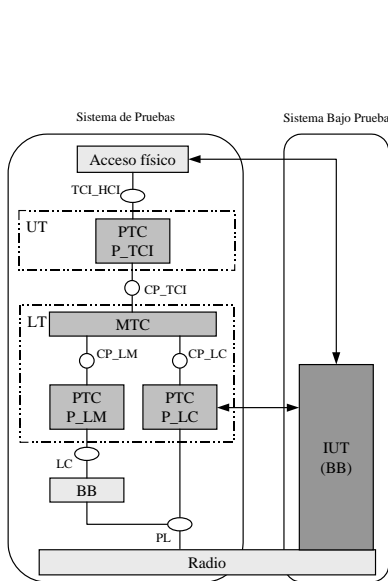 Sistema de Pruebas
Sistema Bajo Prueba
Acceso físico
TCI_HCI
UT
PTC
P_TCI
CP_TCI
LT
MTC
CP_LM
CP_LC
PTC
P_LM
PTC
P_LC
IUT
(BB)
LC
BB
PL
Radio